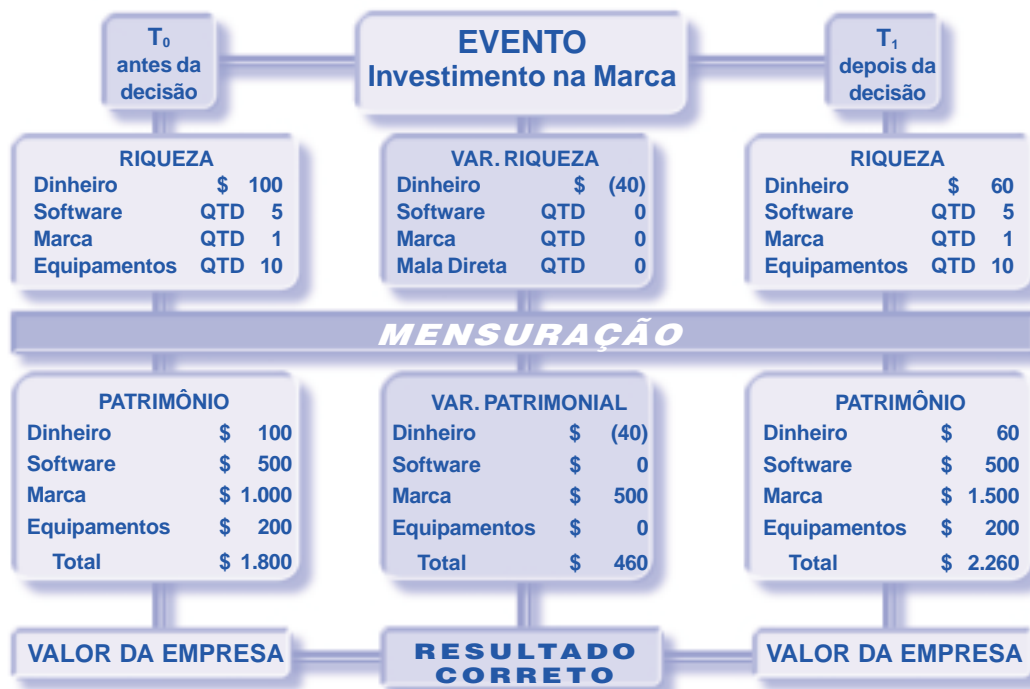 T0
antes da
decisão
EVENTO
Investimento na Marca
T1
depois da
decisão
RIQUEZA
Dinheiro $ 100
Software QTD 5
Marca QTD 1
Equipamentos QTD 10
VAR. RIQUEZA
Dinheiro $ (40)
Software QTD 0
Marca QTD 0
Mala Direta QTD 0
RIQUEZA
Dinheiro $ 60
Software QTD 5
Marca QTD 1
Equipamentos QTD 10
MENSURAÇÃO
PATRIMÔNIO
Dinheiro $ 100
Software $ 500
Marca $ 1.000
Equipamentos $ 200
Total $ 1.800
VAR. PATRIMONIAL
Dinheiro $ (40)
Software $ 0
Marca $ 500
Equipamentos $ 0
Total $ 460
PATRIMÔNIO
Dinheiro $ 60
Software $ 500
Marca $ 1.500
Equipamentos $ 200
Total $ 2.260
VALOR DA EMPRESA
RESULTADO
CORRETO
VALOR DA EMPRESA